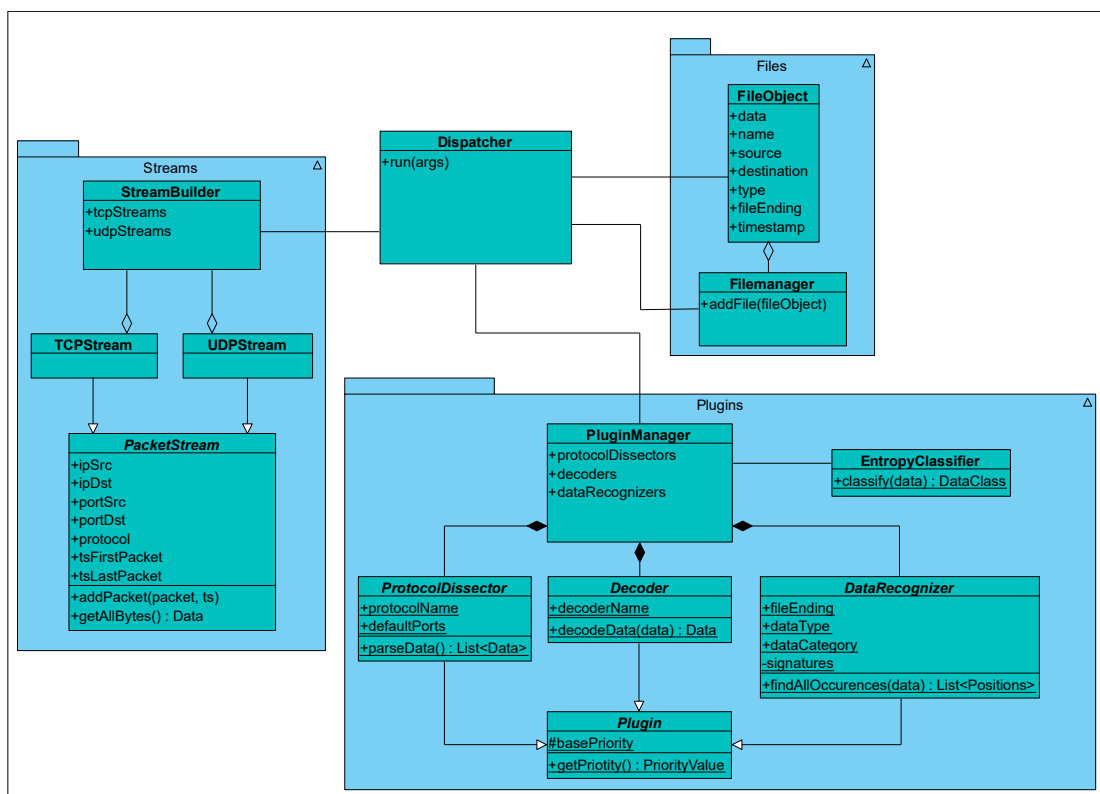 Files
FileObject
+data
+name
+source
+destination
+type
+fileEnding
+timestamp
Filemanager
+addFile(fileObject)
Dispatcher
+run(args)
Streams
StreamBuilder
+tcpStreams
+udpStreams
TCPStream
UDPStream
PacketStream
+ipSrc
+ipDst
+portSrc
+portDst
+protocol
+tsFirstPacket
+tsLastPacket
+addPacket(packet, ts)
+getAllBytes() : Data
Plugins
PluginManager
+protocolDissectors
+decoders
+dataRecognizers
EntropyClassifier
+classify(data) : DataClass
ProtocolDissector
+protocolName
+defaultPorts
+parseData() : List<Data>
Decoder
+decoderName
+decodeData(data) : Data
DataRecognizer
+fileEnding
+dataType
+dataCategory
-signatures
+findAllOccurences(data) : List<Positions>
Plugin
#basePriority
+getPriotity() : PriorityValue